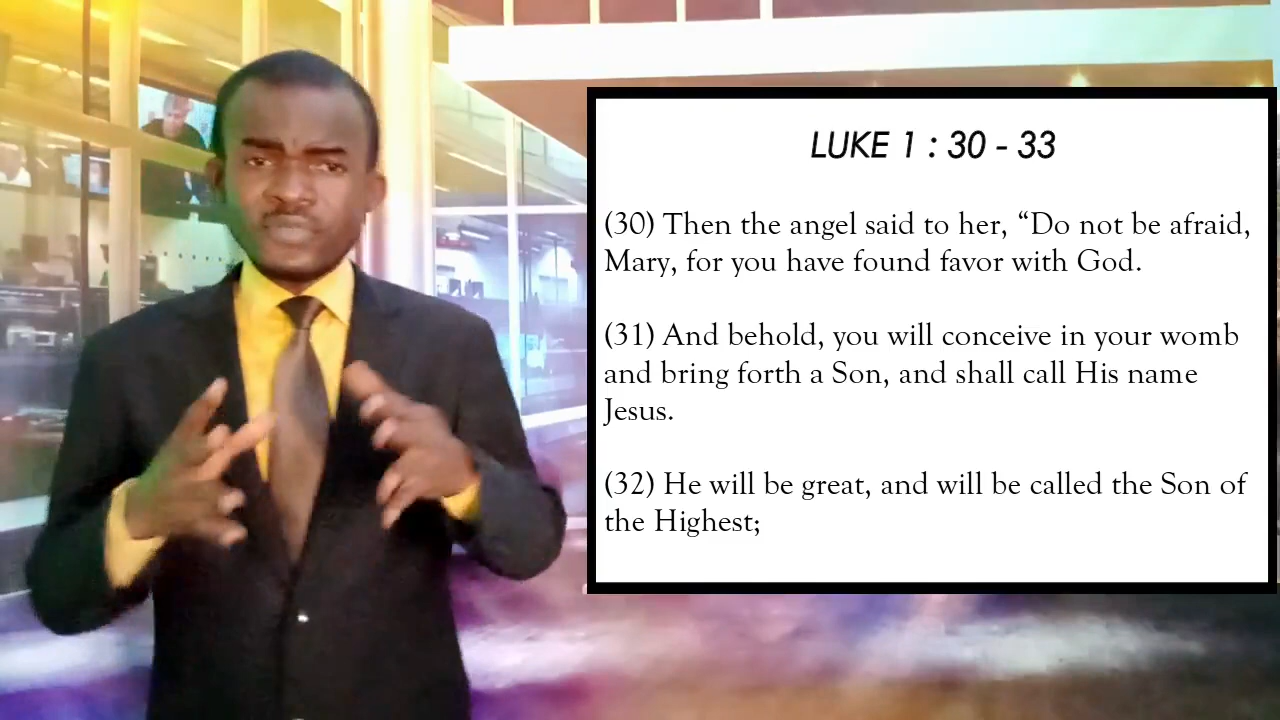 LUKE 1 : 30 - 33
(30) Then the angel said to her, “Do not be afraid,
Mary, for you have found favor with God.
(31) And behold, you will conceive in your womb
and bring forth a Son, and shall call His name
Jesus.
(32) He will be great, and will be called the Son of
the Highest;